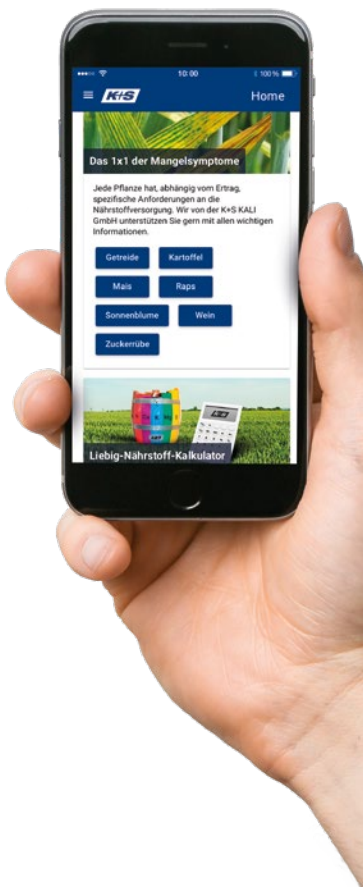 10:00
100 %
K+S
Home
Das 1x1 der Mangelsymptome
Jede Pflanze hat, abhängig vom Ertrag,
spezifische Anforderungen an die
Nährstoffversorgung. Wir von der K+S KALI
GmbH unterstützen Sie gern mit allen wichtigen
Informationen.
Getreide Kartoffel
Mais Raps
Sonnenblume Wein
Zuckerrübe
Liebig-Nährstoff-Kalkulator